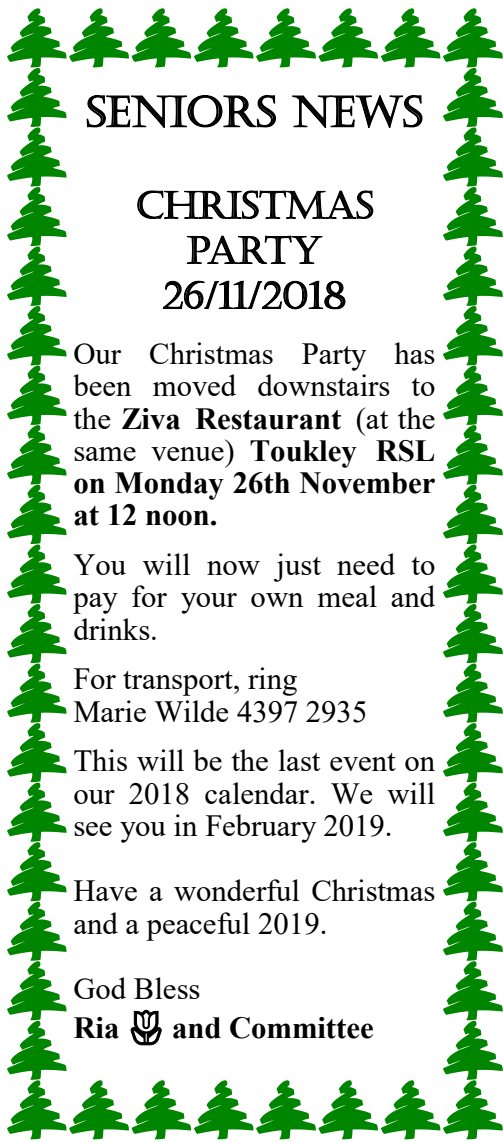 SENIORS NEWS
CHRISTMAS
PARTY
26/11/2018
Our Christmas Party has
been moved downstairs to
the Ziva Restaurant (at the
same venue) Toukley RSL
on Monday 26th November
at 12 noon.
You will now just need to
pay for your own meal and
drinks.
For transport, ring
Marie Wilde 4397 2935
This will be the last event on
our 2018 calendar. We will
see you in February 2019.
Have a wonderful Christmas
and a peaceful 2019.
God Bless
Ria and Committee